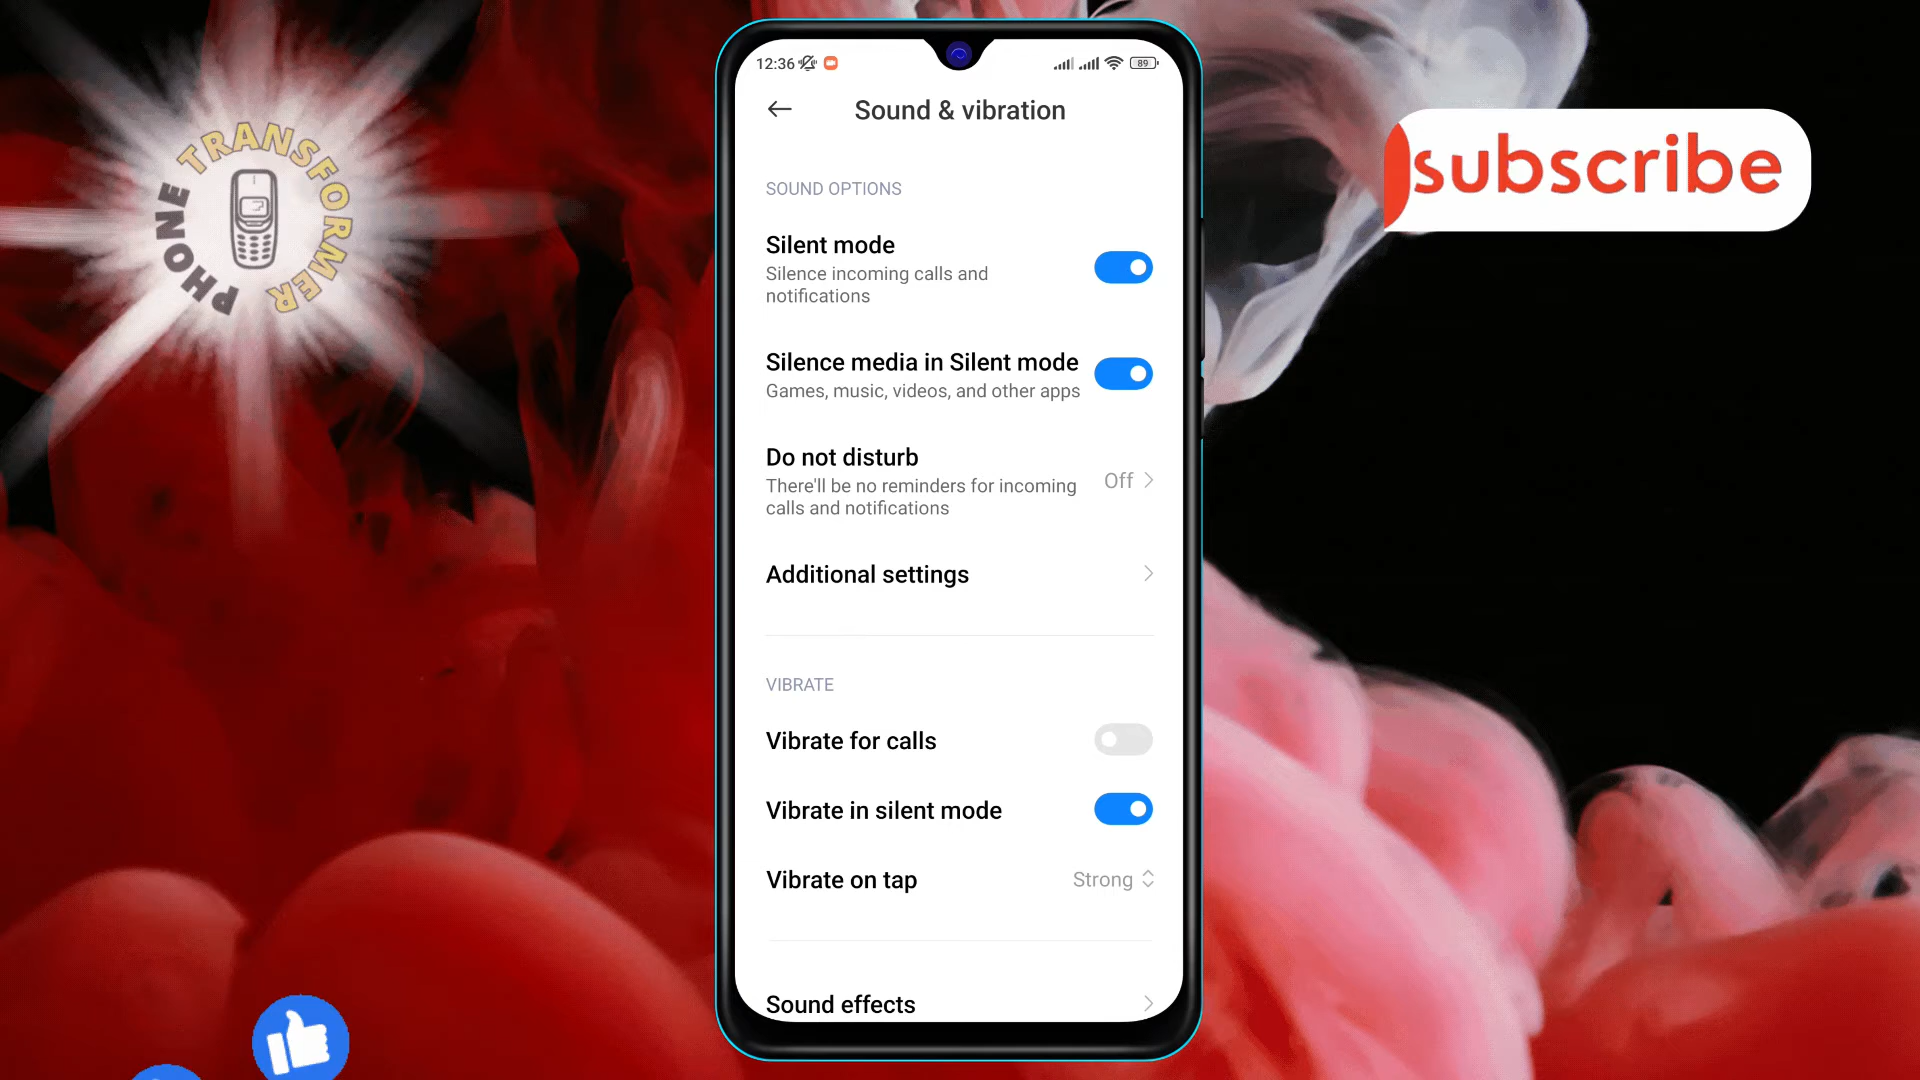 PHONE TRANSFORMER
subscribe
12:36
89
Sound & vibration
SOUND OPTIONS
Silent mode
Silence incoming calls and
notifications
Silence media in Silent mode
Games, music, videos, and other apps
Do not disturb
There'll be no reminders for incoming
calls and notifications
Off
Additional settings
VIBRATE
Vibrate for calls
Vibrate in silent mode
Vibrate on tap
Strong
Sound effects